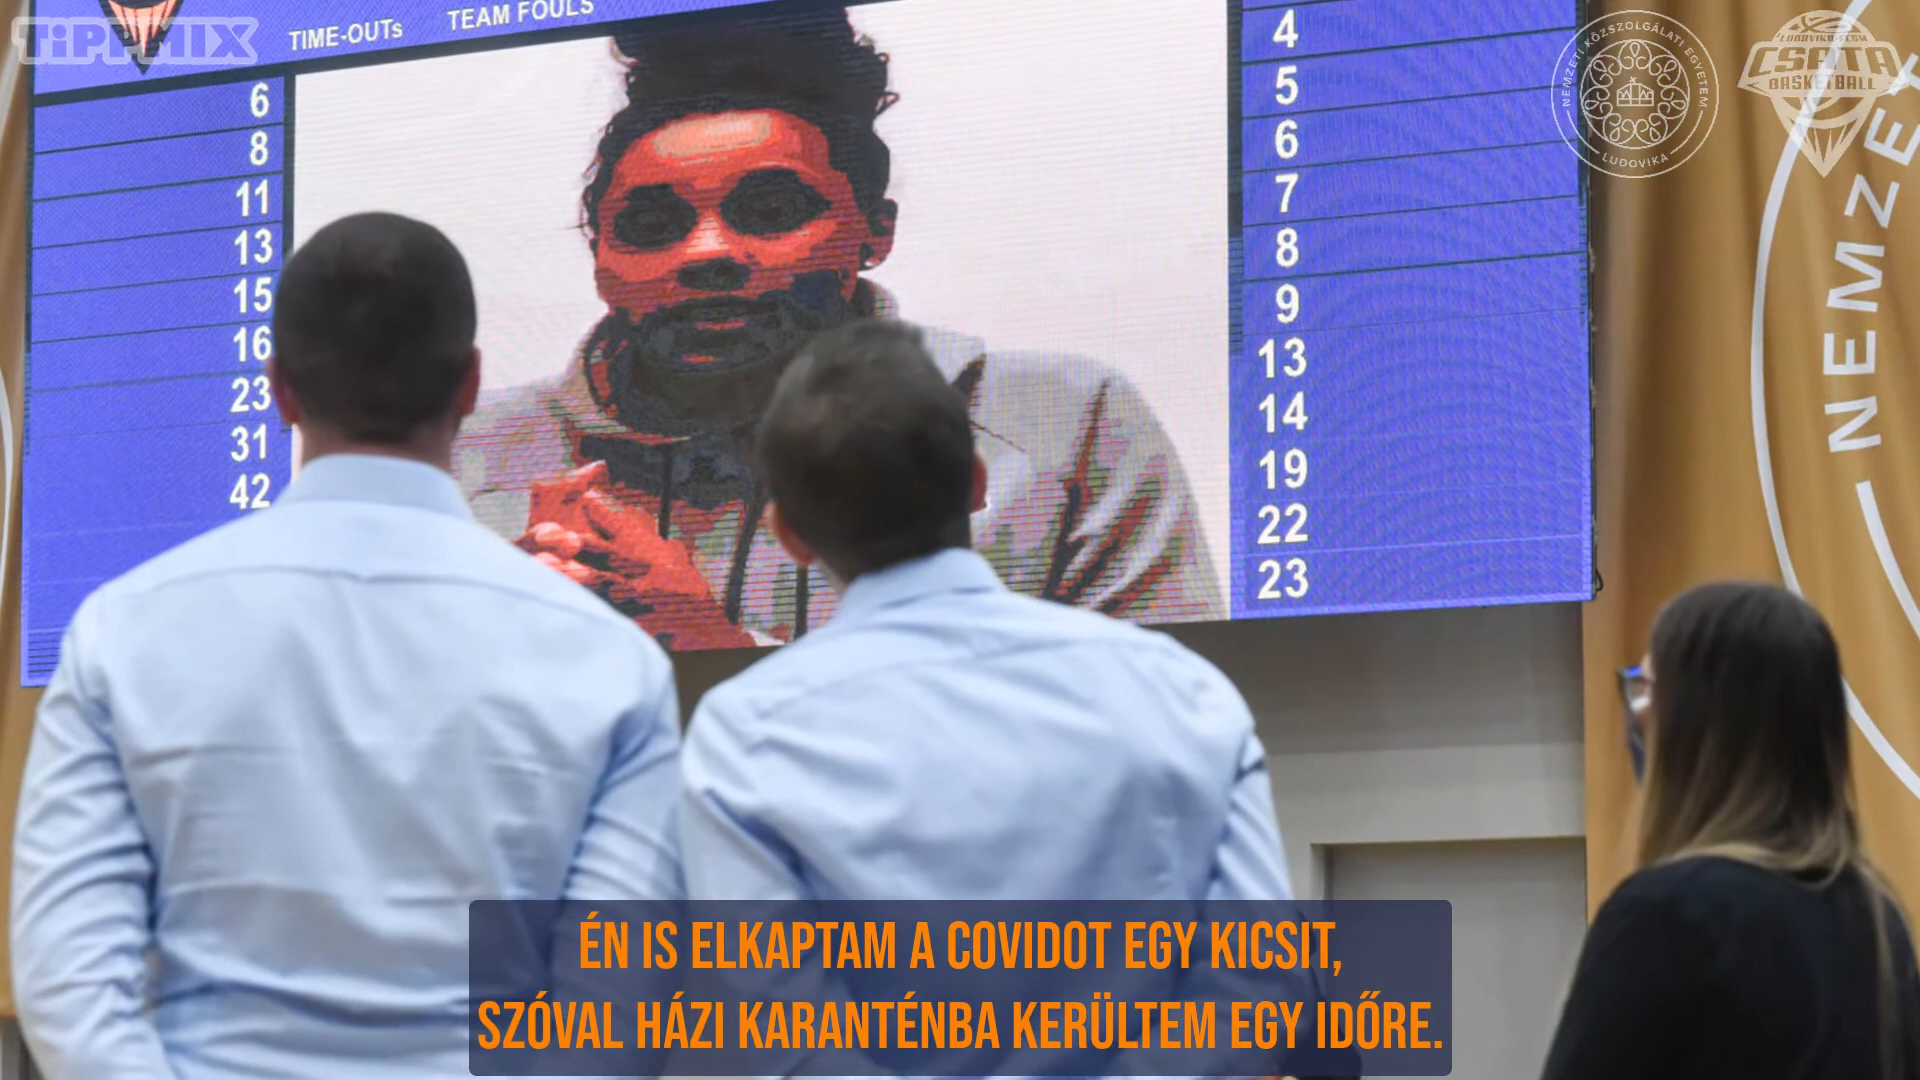 TiPPMIX
TIME-OUTs
TEAM FOULS
6
8
11
13
15
16
23
31
42
4
5
6
7
8
9
13
14
19
22
23
NEMZETI KÖZSZOLGÁLATI EGYETEM
LUDOVIKA
LUDOVIKA-FCSM
CSATA
BASKETBALL
NEMZE
ÉN IS ELKAPTAM A COVIDOT EGY KICSIT,
SZÓVAL HÁZI KARANTÉNBA KERÜLTEM EGY IDŐRE.